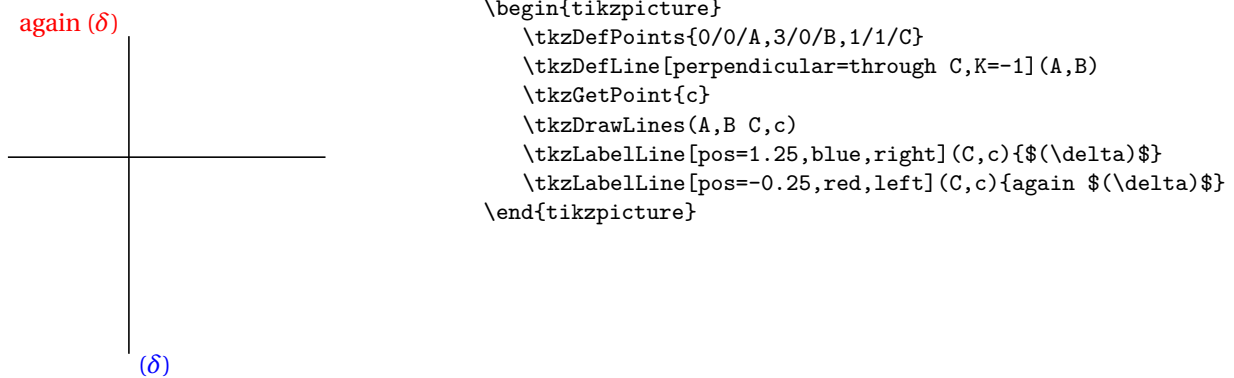 again (δ)
(δ)
\begin{tikzpicture}
\tkzDefPoints{0/0/A,3/0/B,1/1/C}
\tkzDefLine[perpendicular=through C,K=-1](A,B)
\tkzGetPoint{c}
\tkzDrawLines(A,B C,c)
\tkzLabelLine[pos=1.25,blue,right](C,c){$(\delta)$}
\tkzLabelLine[pos=-0.25,red,left](C,c){again $(\delta)$}
\end{tikzpicture}